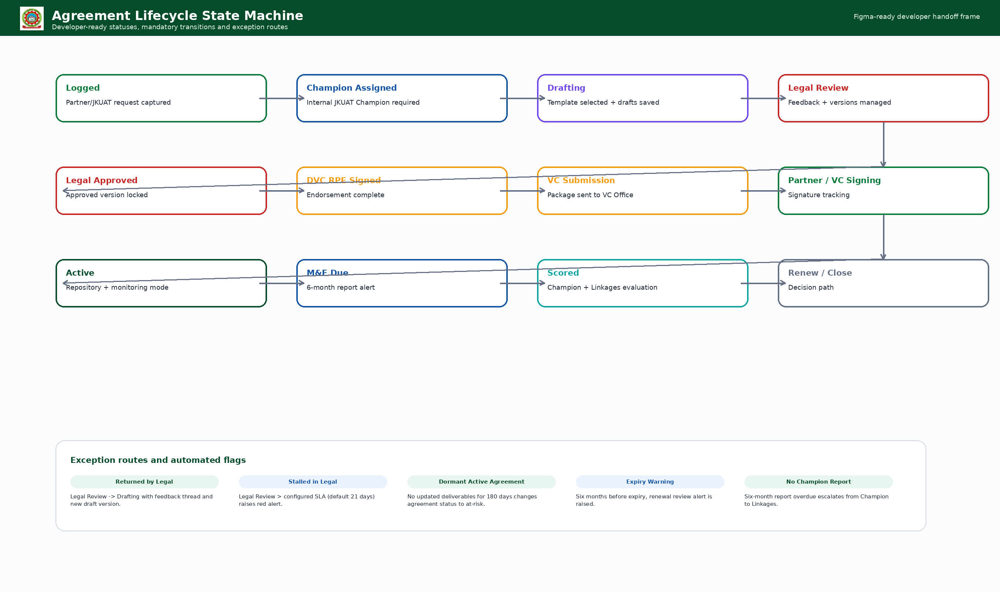 Agreement Lifecycle State Machine
Developer-ready statuses, mandatory transitions and exception routes
Figma-ready developer handoff frame
Logged
Partner/JKUAT request captured
Champion Assigned
Internal JKUAT Champion required
Drafting
Template selected + drafts saved
Legal Review
Feedback + versions managed
Legal Approved
Approved version locked
DVC RPE Signed
Endorsement complete
VC Submission
Package sent to VC Office
Partner / VC Signing
Signature tracking
Active
Repository + monitoring mode
M&E Due
6-month report alert
Scored
Champion + Linkages evaluation
Renew / Close
Decision path
Exception routes and automated flags
Returned by Legal
Legal Review -> Drafting with feedback thread and
new draft version.
Stalled in Legal
Legal Review > configured SLA (default 21 days)
raises red alert.
Dormant Active Agreement
No updated deliverables for 180 days changes
agreement status to at-risk.
Expiry Warning
Six months before expiry, renewal review alert is
raised.
No Champion Report
Six-month report overdue escalates from Champion
to Linkages.